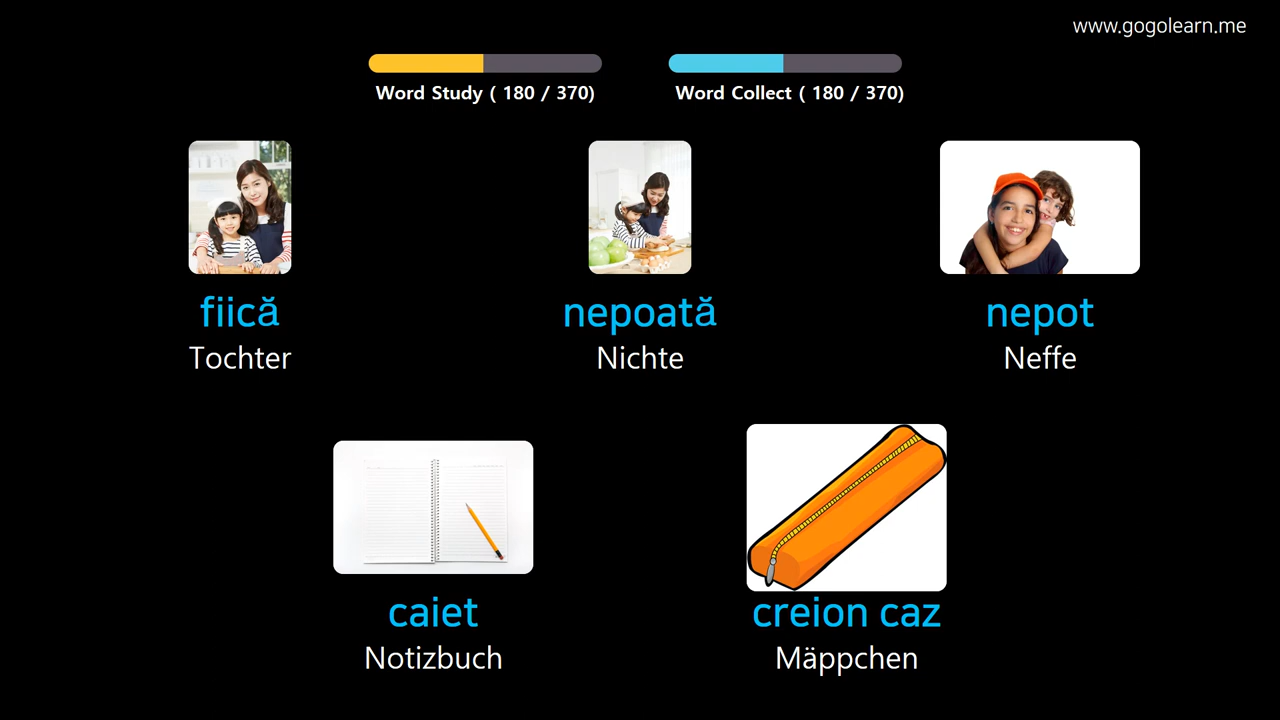 www.gogolearn.me
Word Study ( 180 / 370)
Word Collect ( 180 / 370)
fiică
nepoată
nepot
Tochter
Nichte
Neffe
caiet
creion caz
Notizbuch
Mäppchen